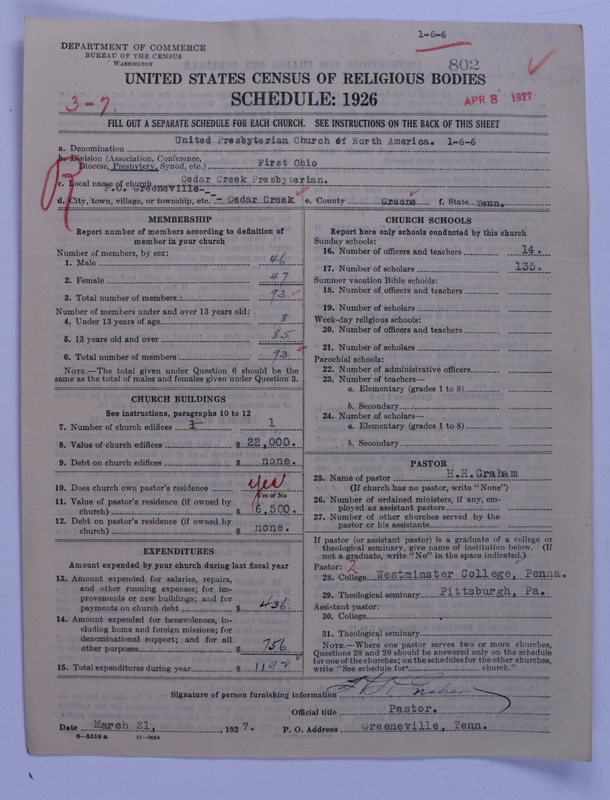 1-6-6
DEPARTMENT OF COMMERCE
BUREAU OF THE CENSUS
WASHINGTON
802
UNITED STATES CENSUS OF RELIGIOUS BODIES
3-7.
SCHEDULE: 1926
APR 8 1927
FILL OUT A SEPARATE SCHEDULE FOR EACH CHURCH. SEE INSTRUCTIONS ON THE BACK OF THIS SHEET
a. Denomination United Presbyterian Church of North America. 1-6-6
b. Division (Association, Conference,
Diocese, Presbytery, Synod, etc.) First Ohio
R
c. Local name of church Cedar Creek Presbyterian.
P.O. Greeneville-
d. City, town, village, or township, etc. - Cedar Creek e. County Greene f. State Tenn.
MEMBERSHIP
Report number of members according to definition of
member in your church
Number of members, by sex:
1. Male 46
2. Female 47
3. Total number of members 93
Number of members under and over 13 years old:
4. Under 13 years of age 8
5. 13 years old and over 85
6. Total number of members 93
NOTE.—The total given under Question 6 should be the
same as the total of males and females given under Question 3.
CHURCH BUILDINGS
See instructions, paragraphs 10 to 12
7. Number of church edifices 1 1
8. Value of church edifices $ 22,000.
9. Debt on church edifices $ none.
10. Does church own pastor's residence yes
Yes or No
11. Value of pastor's residence (if owned by
church) $ 6,500.
12. Debt on pastor's residence (if owned by
church) $ none.
EXPENDITURES
Amount expended by your church during last fiscal year
13. Amount expended for salaries, repairs,
and other running expenses; for im-
provements or new buildings; and for
payments on church debt $ 436.
14. Amount expended for benevolences, in-
cluding home and foreign missions; for
denominational support; and for all
other purposes $ 756
15. Total expenditures during year $ 1192
CHURCH SCHOOLS
Report here only schools conducted by this church
Sunday schools:
16. Number of officers and teachers 14.
17. Number of scholars 135.
Summer vacation Bible schools:
18. Number of officers and teachers
19. Number of scholars
Week-day religious schools:
20. Number of officers and teachers
21. Number of scholars
Parochial schools:
22. Number of administrative officers
23. Number of teachers—
a. Elementary (grades 1 to 8)
b. Secondary
24. Number of scholars—
a. Elementary (grades 1 to 8)
b. Secondary
PASTOR
25. Name of pastor H.H.Graham
(If church has no pastor, write "None")
26. Number of ordained ministers, if any, em-
ployed as assistant pastors
27. Number of other churches served by the
pastor or his assistants
If pastor (or assistant pastor) is a graduate of a college or
theological seminary, give name of institution below. (If
not a graduate, write "No" in the space indicated.)
Pastor: 2
28. College Westminster College, Penna.
29. Theological seminary Pittsburgh, Pa.
Assistant pastor:
30. College
31. Theological seminary
NOTE.—Where one pastor serves two or more churches,
Questions 28 and 29 should be answered only on the schedule
for one of the churches; on the schedules for the other churches,
write "See schedule for church."
Signature of person furnishing information H. H. Graham
Official title Pastor.
Date March 21, 1927. P. O. Address Greeneville, Tenn.
8-5518 a 11-9024